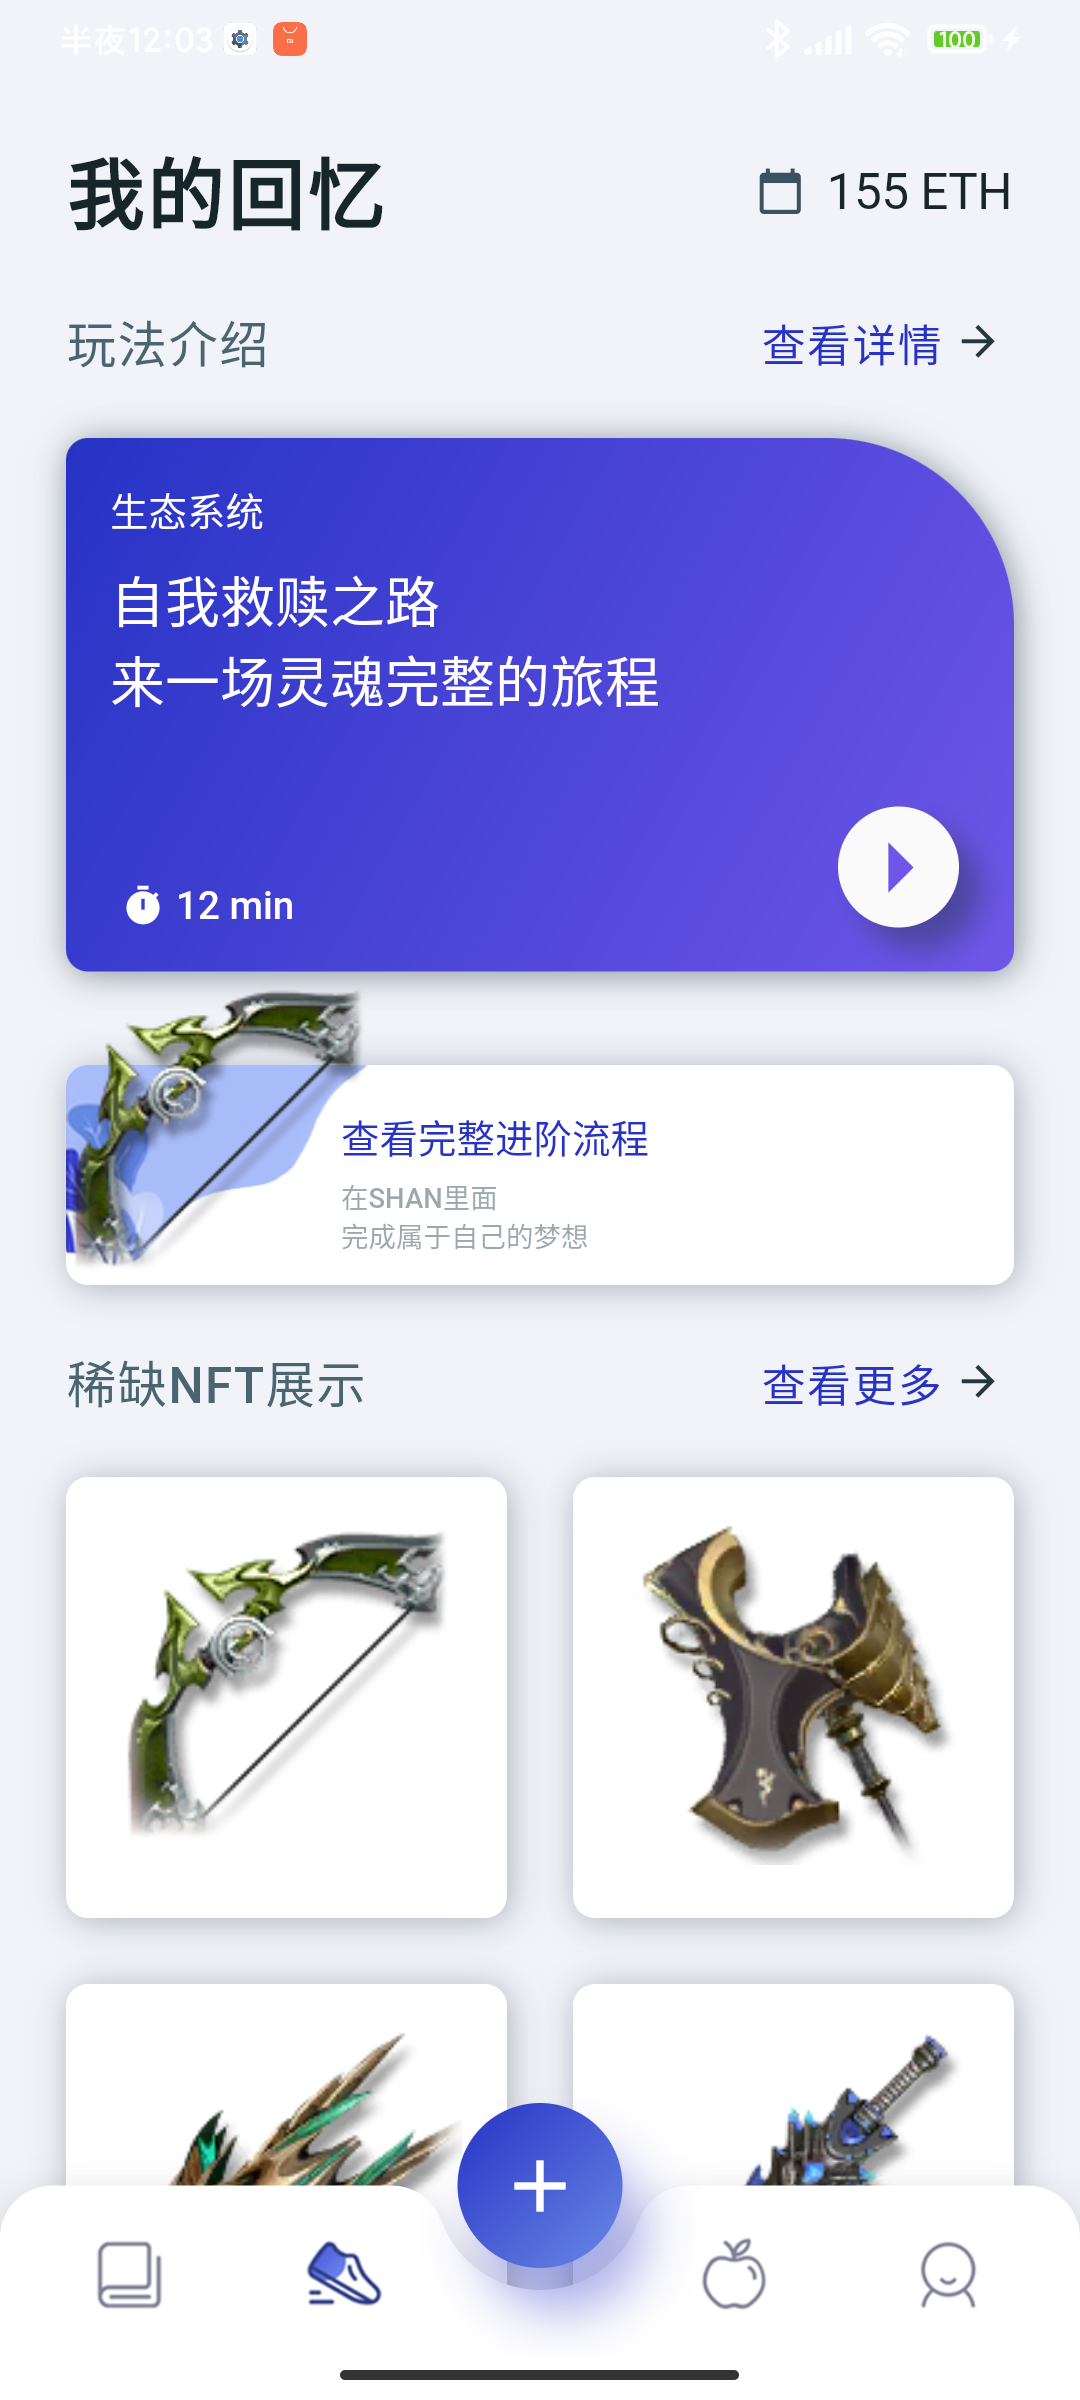 半夜12:03
100
我的回忆
155 ETH
玩法介绍
查看详情
生态系统
自我救赎之路
来一场灵魂完整的旅程
12 min
查看完整进阶流程
在SHAN里面
完成属于自己的梦想
稀缺NFT展示
查看更多